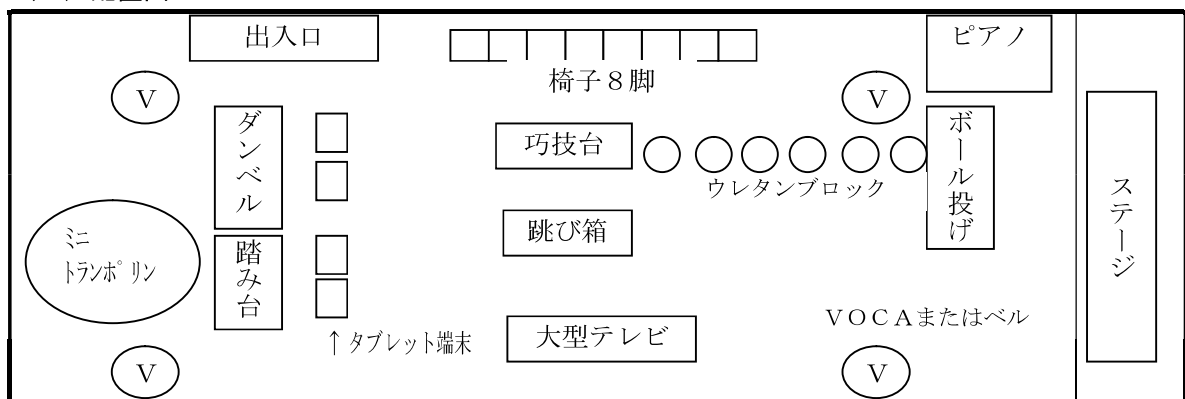 出入口
椅子８脚
ピアノ
V
V
ダンベル
巧技台
ボール投げ
ウレタンブロック
ステージ
跳び箱
踏み台
ミニ
トランポリン
VOCAまたはベル
大型テレビ
↑タブレット端末
V
V